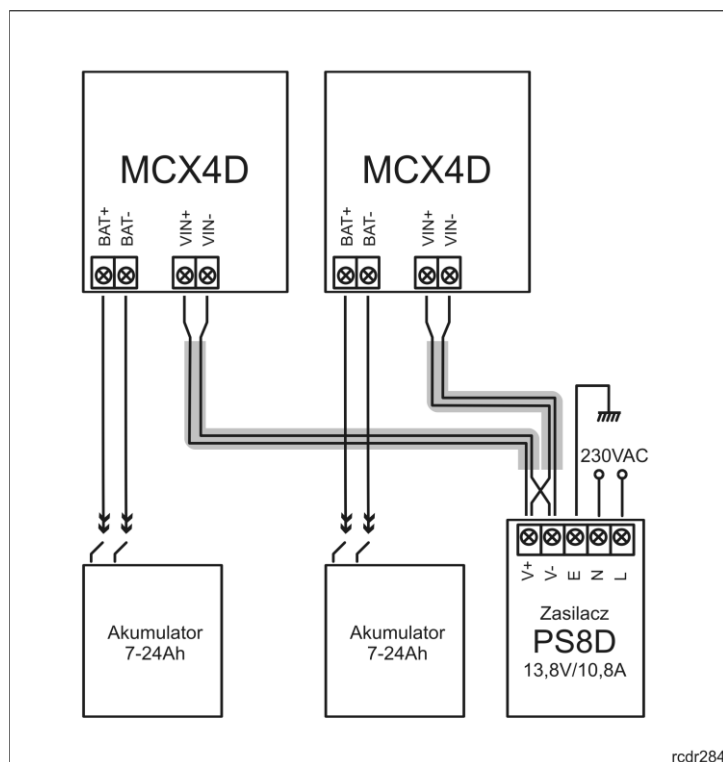 MCX4D
BAT+
BAT-
VIN+
VIN-
MCX4D
BAT+
BAT-
VIN+
VIN-
230VAC
V+
V-
E
N
L
Akumulator
7-24Ah
Akumulator
7-24Ah
Zasilacz
PS8D
13,8V/10,8A
rcdr284